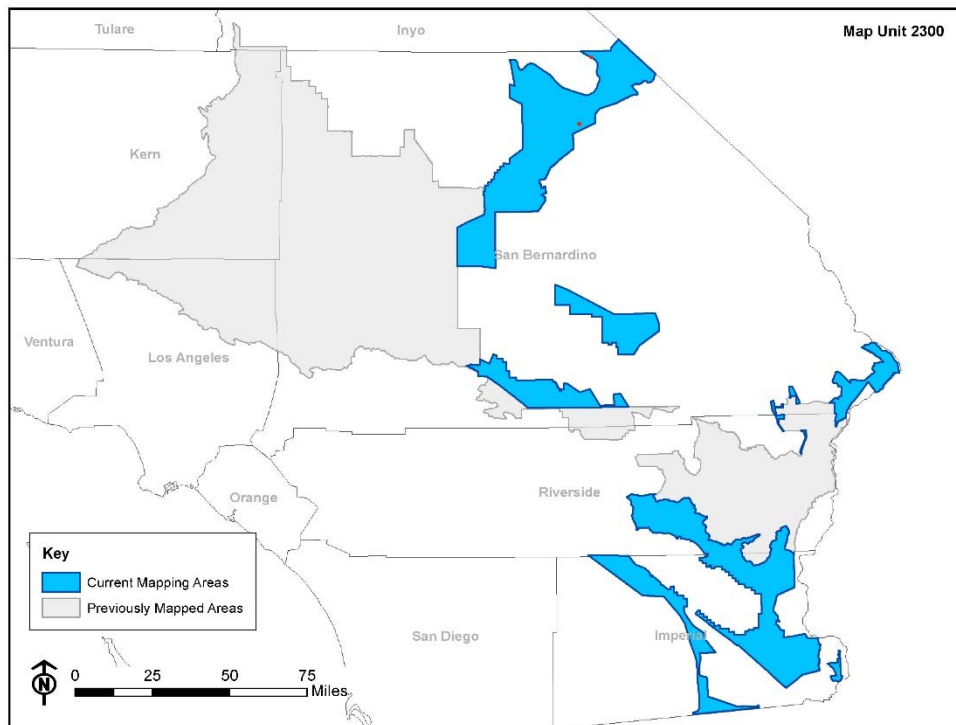 Tulare
Inyo
Map Unit 2300
Kern
San Bernardino
Ventura
Los Angeles
Orange
Riverside
Key
Current Mapping Areas
Previously Mapped Areas
San Diego
Imperial
N
0 25 50 75
Miles